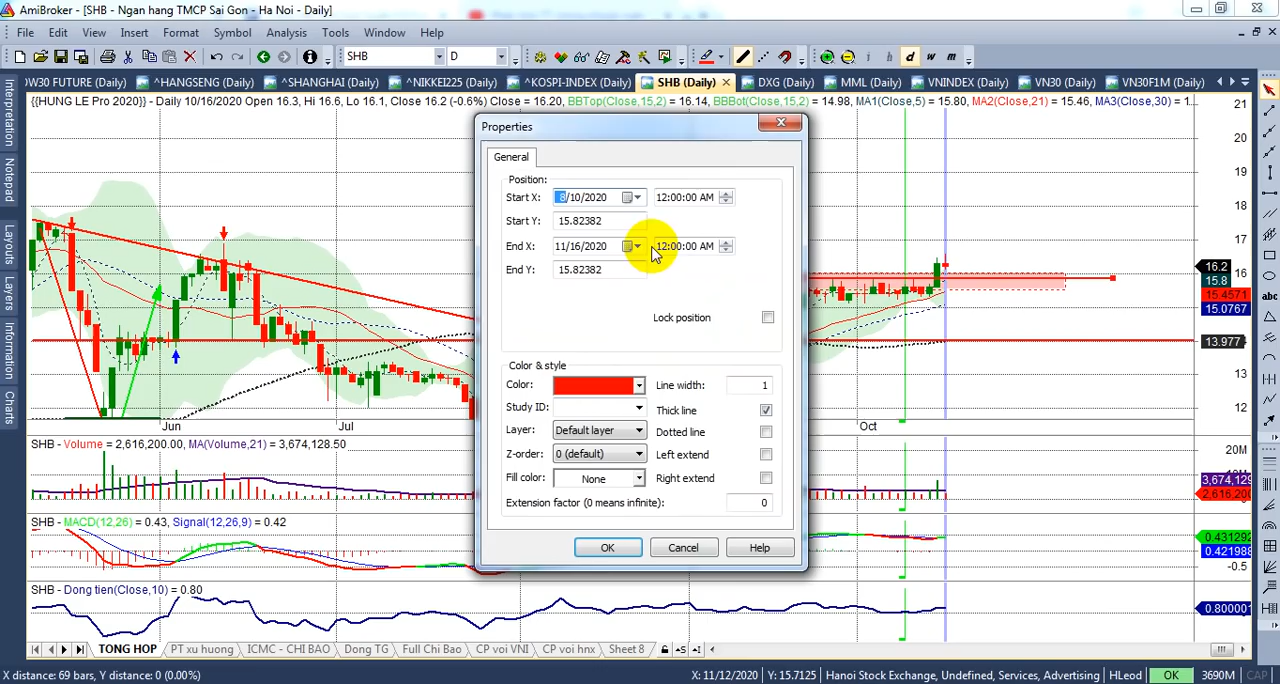 AmiBroker - [SHB - Ngan hang TMCP Sai Gon - Ha Noi - Daily]
File Edit View Insert Format Symbol Analysis Tools Window Help
SHB D d w m
W30 FUTURE (Daily) ^HANGSENG (Daily) ^SHANGHAI (Daily) ^NIKKEI225 (Daily) ^KOSPI-INDEX (Daily) SHB (Daily) DXG (Daily) MML (Daily) VNINDEX (Daily) VN30 (Daily) VN30F1M (Daily)
{{HUNG LE Pro 2020}} - Daily 10/16/2020 Open 16.3, Hi 16.6, Lo 16.1, Close 16.2 (-0.6%) Close = 16.20, BBTop(Close,15,2) = 16.14, BBBot(Close,15,2) = 14.98, MA1(Close,5) = 15.80, MA2(Close,21) = 15.46, MA3(Close,30) = 1...
Interpretation
Notepad
Layouts
Layers
Information
Charts
Properties
General
Position:
Start X: 8/10/2020 12:00:00 AM
Start Y: 15.82382
End X: 11/16/2020 12:00:00 AM
End Y: 15.82382
Lock position
Color & style
Color: Line width: 1
Study ID: Thick line
Layer: Default layer Dotted line
Z-order: 0 (default) Left extend
Fill color: None Right extend
Extension factor (0 means infinite): 0
OK Cancel Help
21
20
19
18
17
16.2
16
15.8
15.4571
15.0767
13.977
13
12
abc
Jun Jul Oct
SHB - Volume = 2,616,200.00, MA(Volume,21) = 3,674,128.50
20M
3,674,12
2,616,200
SHB - MACD(12,26) = 0.43, Signal(12,26,9) = 0.42
0.431292
0.421988
-0.5
SHB - Dong tien(Close,10) = 0.80
0.800001
TONG HOP PT xu huong ICMC - CHI BAO Dong TG Full Chi Bao CP voi VNI CP voi hnx Sheet 8
X distance: 69 bars, Y distance: 0 (0.00%) X: 11/12/2020 Y: 15.7125 Hanoi Stock Exchange, Undefined, Services, Advertising HLeod OK 3690M CAP